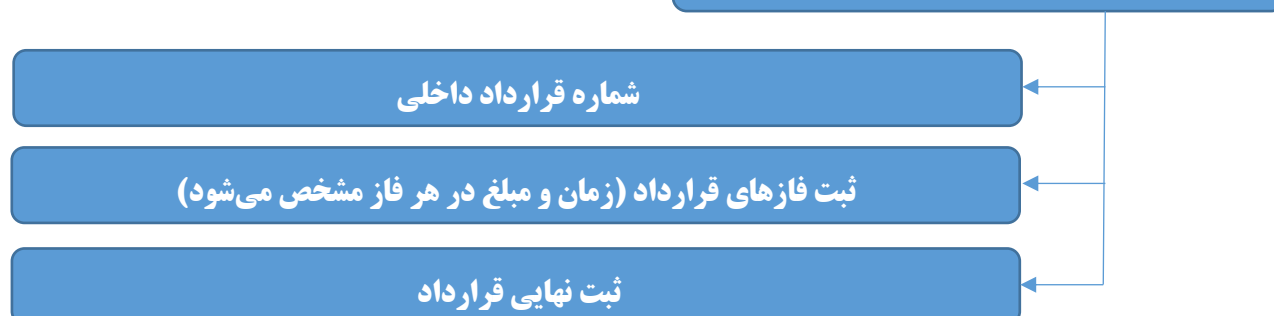 شماره قرارداد داخلی
ثبت فازهای قرارداد (زمان و مبلغ در هر فاز مشخص می‌شود)
ثبت نهایی قرارداد